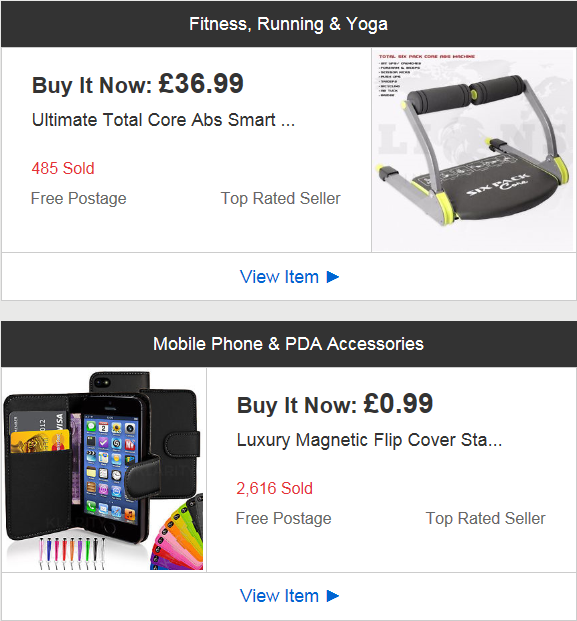 Fitness, Running & Yoga
Buy It Now: £36.99
Ultimate Total Core Abs Smart ...
485 Sold
Free Postage
Top Rated Seller
TOTAL SIX PACK CORE ABS MACHINE
SIX PACK
Core
View Item ►
Mobile Phone & PDA Accessories
Buy It Now: £0.99
Luxury Magnetic Flip Cover Sta...
2,616 Sold
Free Postage
Top Rated Seller
VISA
View Item ►